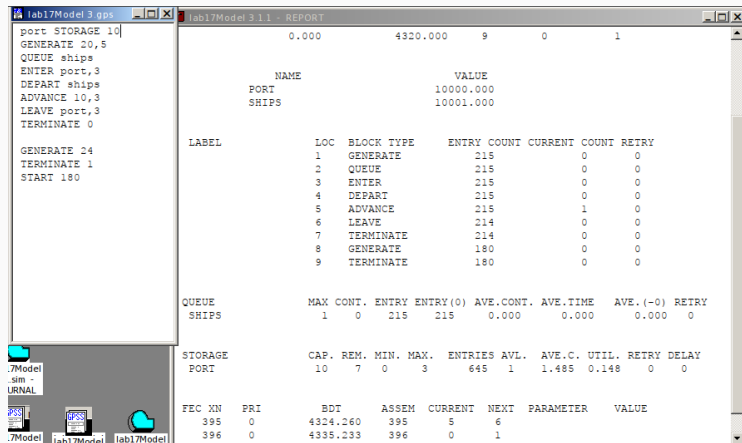 lab17Model 3.gps
port STORAGE 10
GENERATE 20,5
QUEUE ships
ENTER port,3
DEPART ships
ADVANCE 10,3
LEAVE port,3
TERMINATE 0
GENERATE 24
TERMINATE 1
START 180
lab17Model 3.1.1 - REPORT
0.000 4320.000 9 0 1
NAME VALUE
PORT 10000.000
SHIPS 10001.000
LABEL LOC BLOCK TYPE ENTRY COUNT CURRENT COUNT RETRY
1 GENERATE 215 0 0
2 QUEUE 215 0 0
3 ENTER 215 0 0
4 DEPART 215 0 0
5 ADVANCE 215 1 0
6 LEAVE 214 0 0
7 TERMINATE 214 0 0
8 GENERATE 180 0 0
9 TERMINATE 180 0 0
QUEUE MAX CONT. ENTRY ENTRY(0) AVE.CONT. AVE.TIME AVE.(-0) RETRY
SHIPS 1 0 215 215 0.000 0.000 0.000 0
STORAGE CAP. REM. MIN. MAX. ENTRIES AVL. AVE.C. UTIL. RETRY DELAY
PORT 10 7 0 3 645 1 1.485 0.148 0 0
FEC XN PRI BDT ASSEM CURRENT NEXT PARAMETER VALUE
395 0 4324.260 395 5 6
396 0 4335.233 396 0 1
17Model
.sim -
URNAL
GPSS
GPSS
17Model
lab17Model
lab17Model